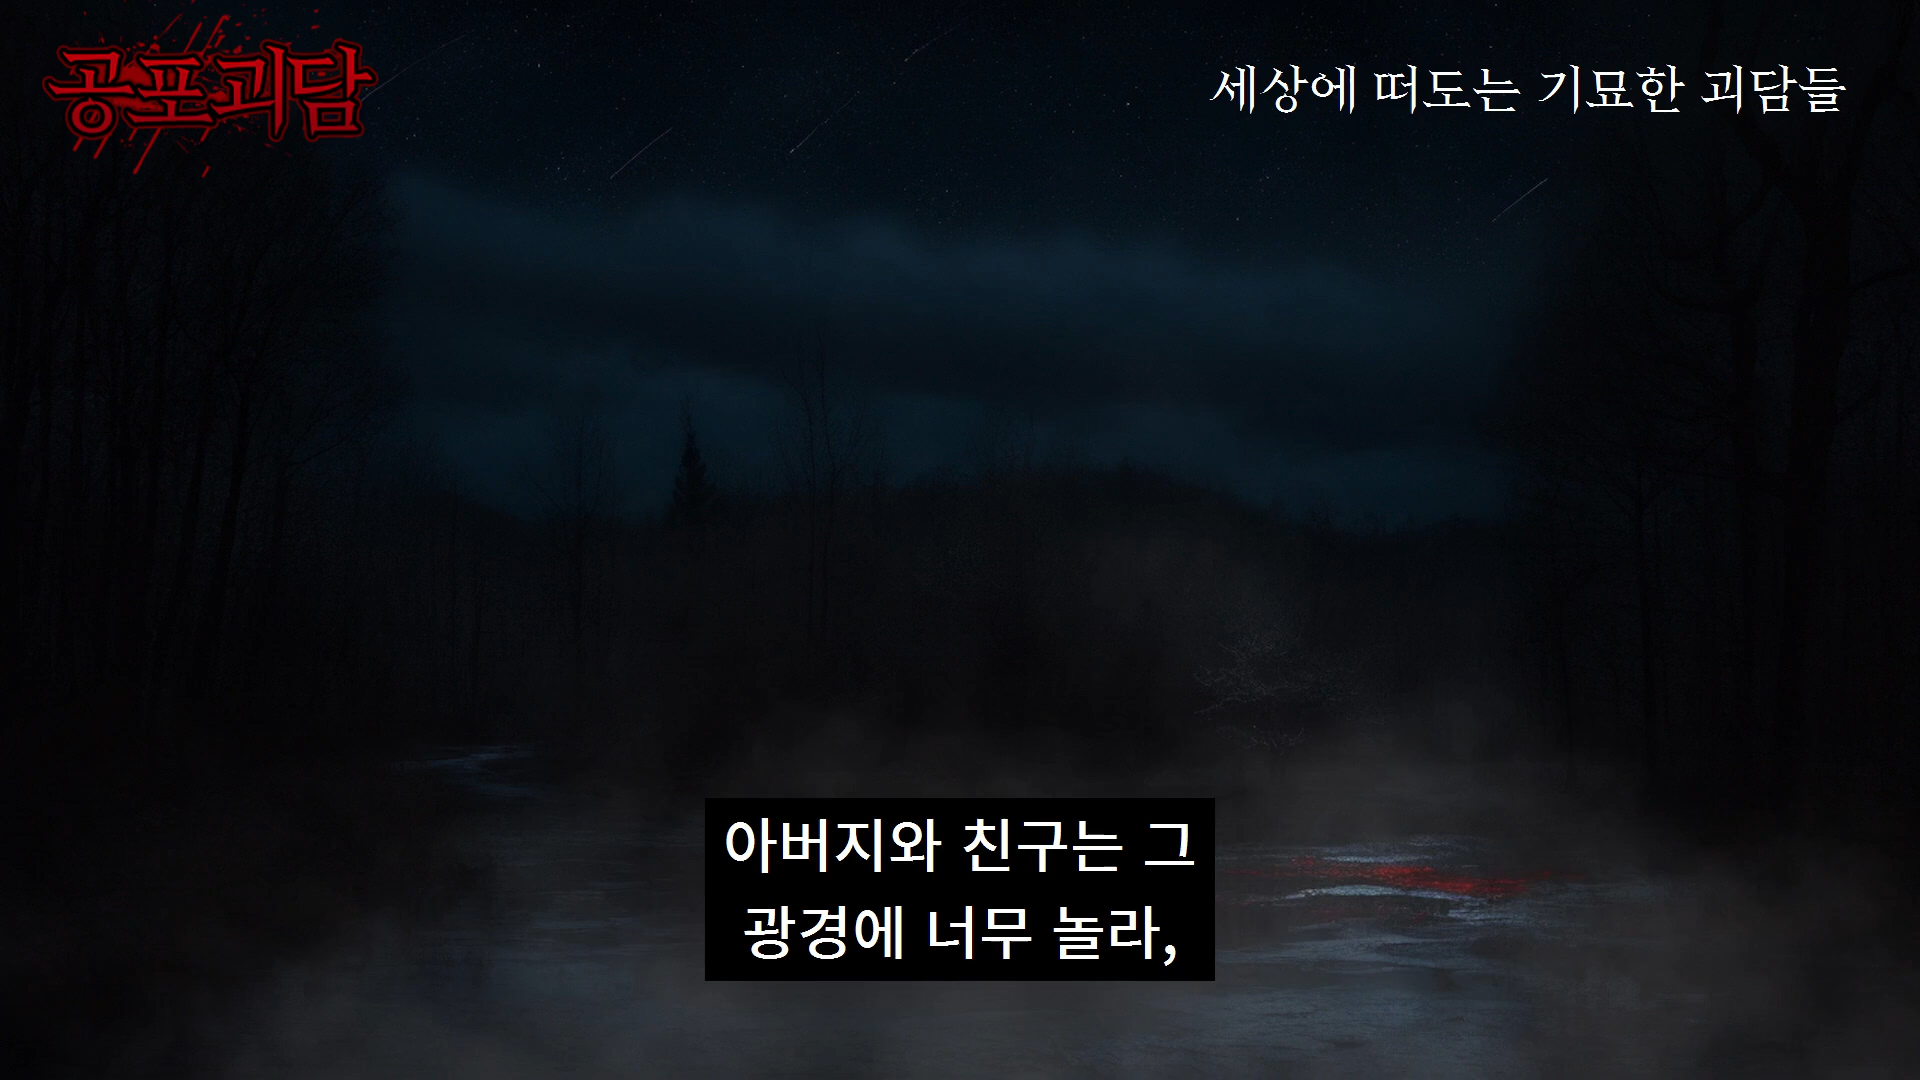 공포괴담
세상에 떠도는 기묘한 괴담들
아버지와 친구는 그
광경에 너무 놀라,